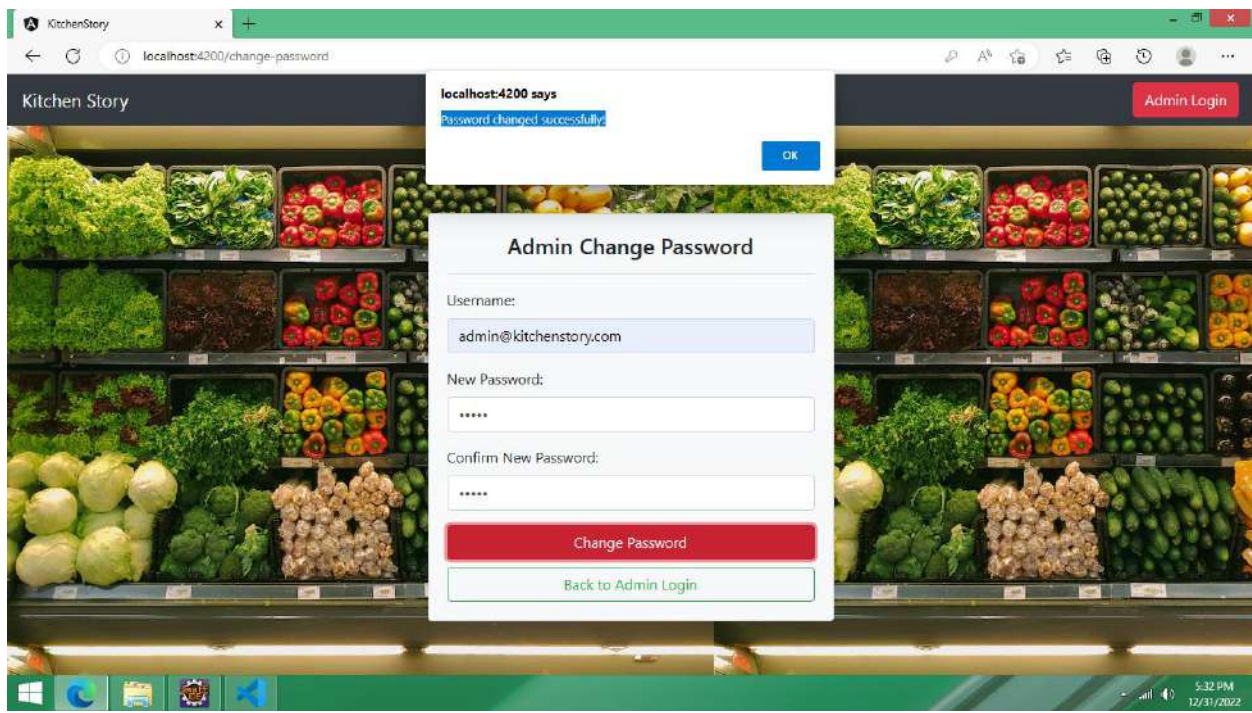 KitchenStory
localhost:4200/change-password
Kitchen Story
Admin Login
localhost:4200 says
Password changed successfully!
OK
Admin Change Password
Username:
admin@kitchenstory.com
New Password:
•••••
Confirm New Password:
•••••
Change Password
Back to Admin Login
5:32 PM
12/31/2022